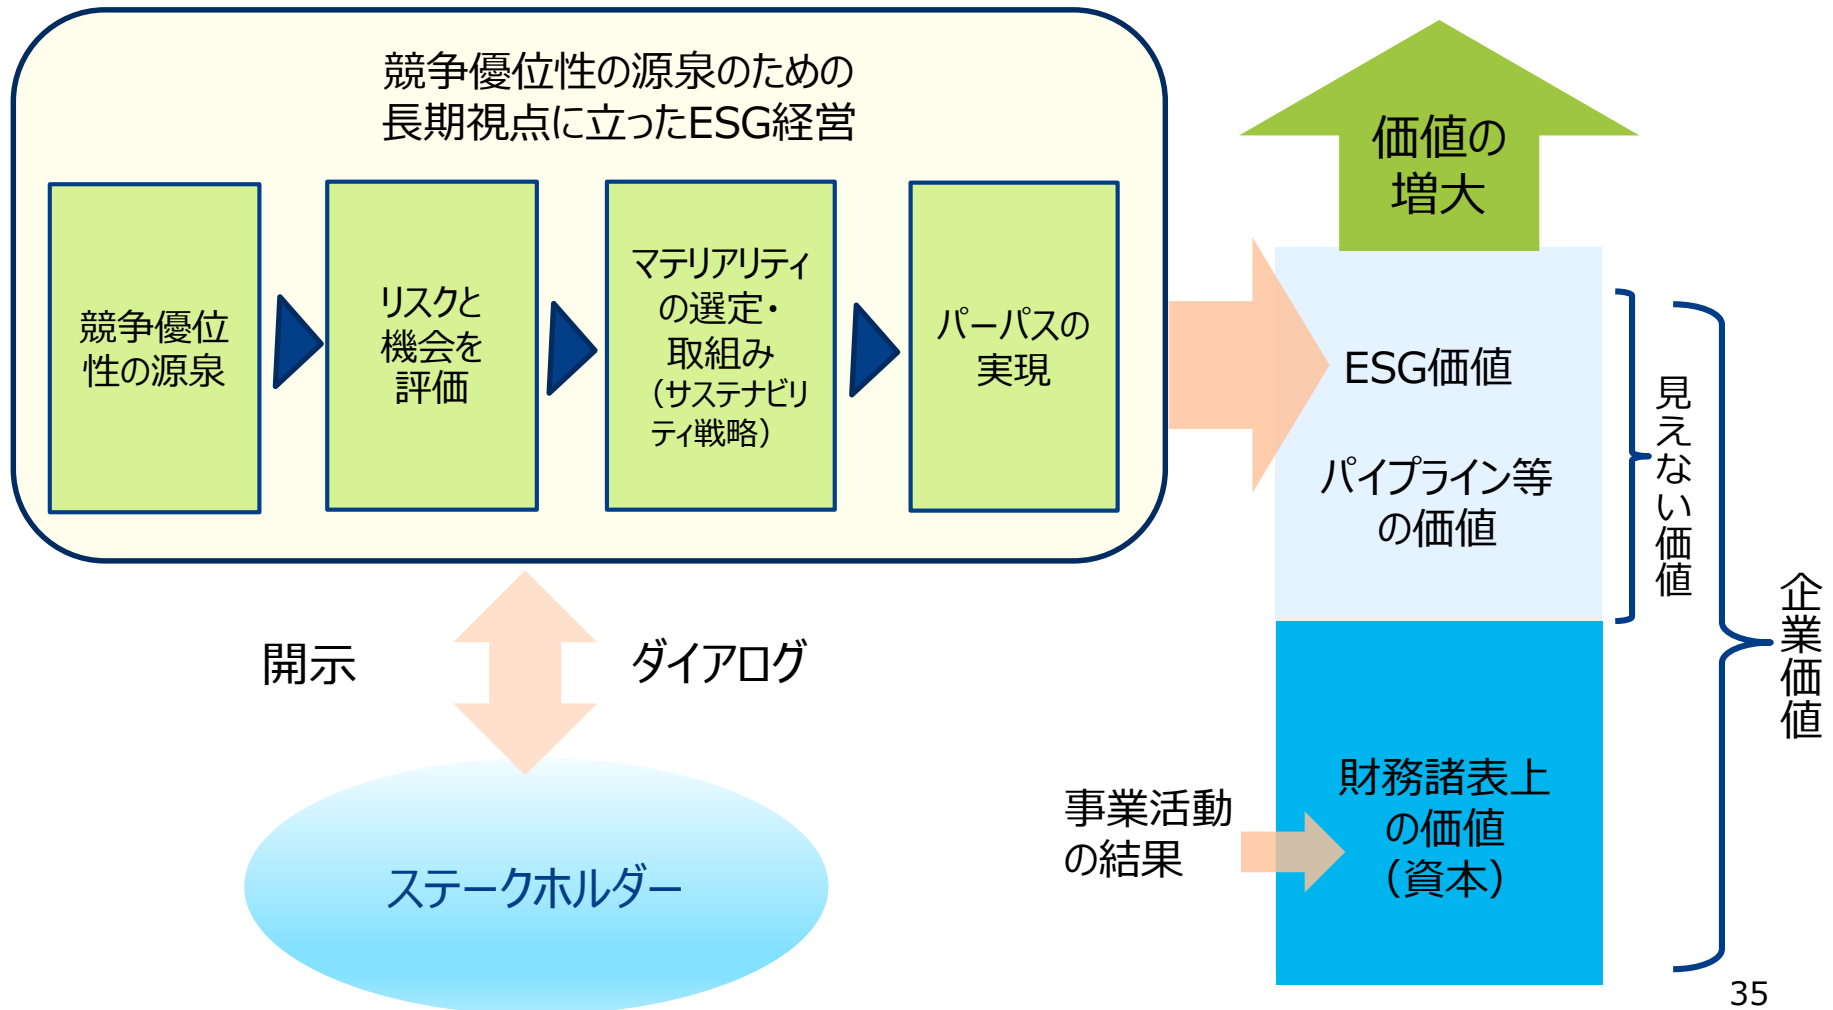 競争優位性の源泉のための
長期視点に立ったESG経営
競争優位
性の源泉
リスクと
機会を
評価
マテリアリティ
の選定・
取組み
（サステナビリ
ティ戦略）
パーパスの
実現
開示
ダイアログ
ステークホルダー
価値の
増大
ESG価値
パイプライン等
の価値
見えない価値
企業価値
事業活動
の結果
財務諸表上
の価値
（資本）
35